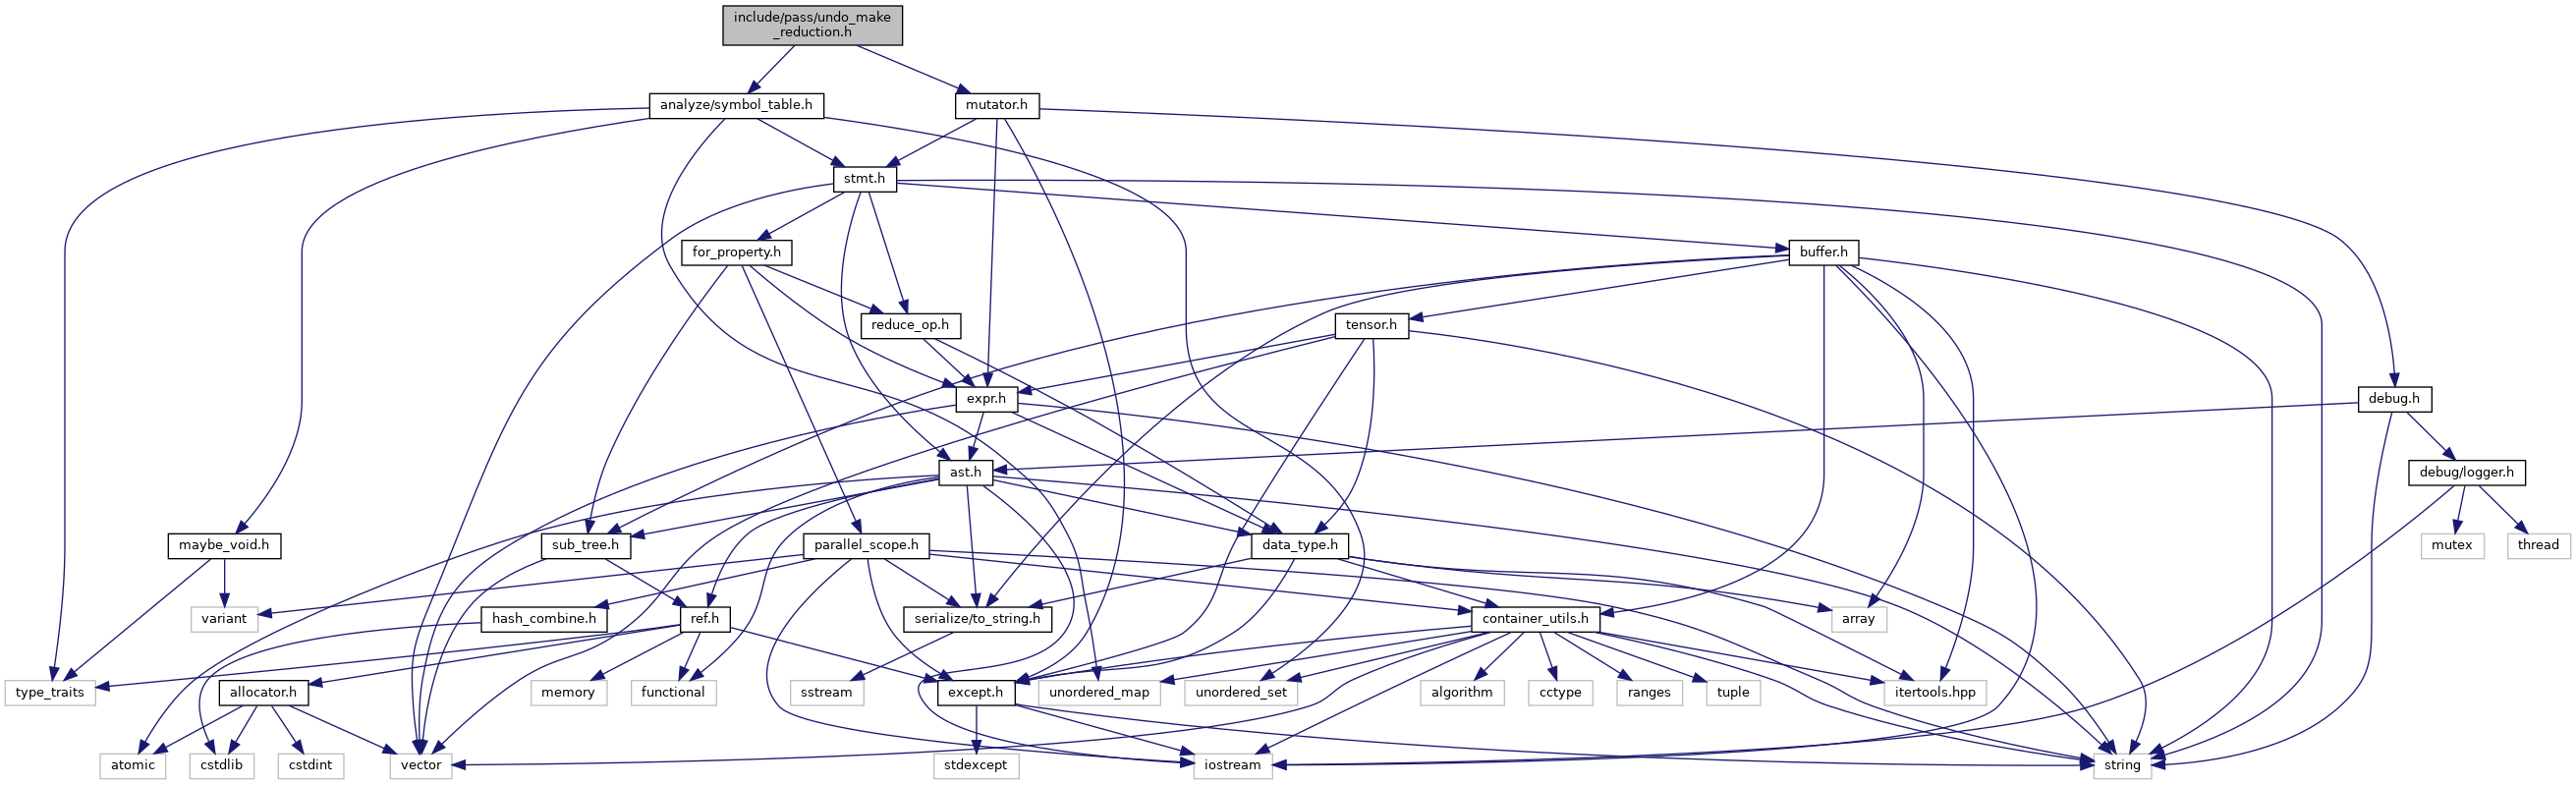 include/pass/undo_make
_reduction.h
analyze/symbol_table.h
mutator.h
stmt.h
for_property.h
buffer.h
reduce_op.h
tensor.h
expr.h
debug.h
ast.h
debug/logger.h
maybe_void.h
sub_tree.h
parallel_scope.h
data_type.h
mutex
thread
variant
hash_combine.h
ref.h
serialize/to_string.h
container_utils.h
array
type_traits
allocator.h
memory
functional
sstream
except.h
unordered_map
unordered_set
algorithm
cctype
ranges
tuple
itertools.hpp
atomic
cstdlib
cstdint
vector
stdexcept
iostream
string